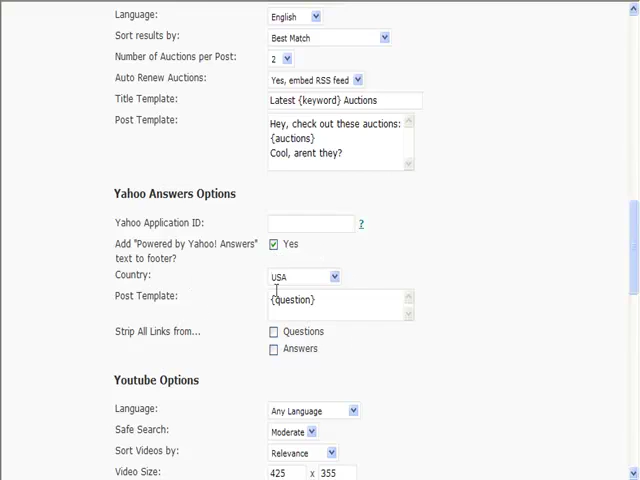 Language: English
Sort results by: Best Match
Number of Auctions per Post: 2
Auto Renew Auctions: Yes, embed RSS feed
Title Template: Latest {keyword} Auctions
Post Template: Hey, check out these auctions:
{auctions}
Cool, arent they?
Yahoo Answers Options
Yahoo Application ID: ?
Add "Powered by Yahoo! Answers" Yes
text to footer?
Country: USA
Post Template: {question}
Strip All Links from... Questions
Answers
Youtube Options
Language: Any Language
Safe Search: Moderate
Sort Videos by: Relevance
Video Size: 425 x 355